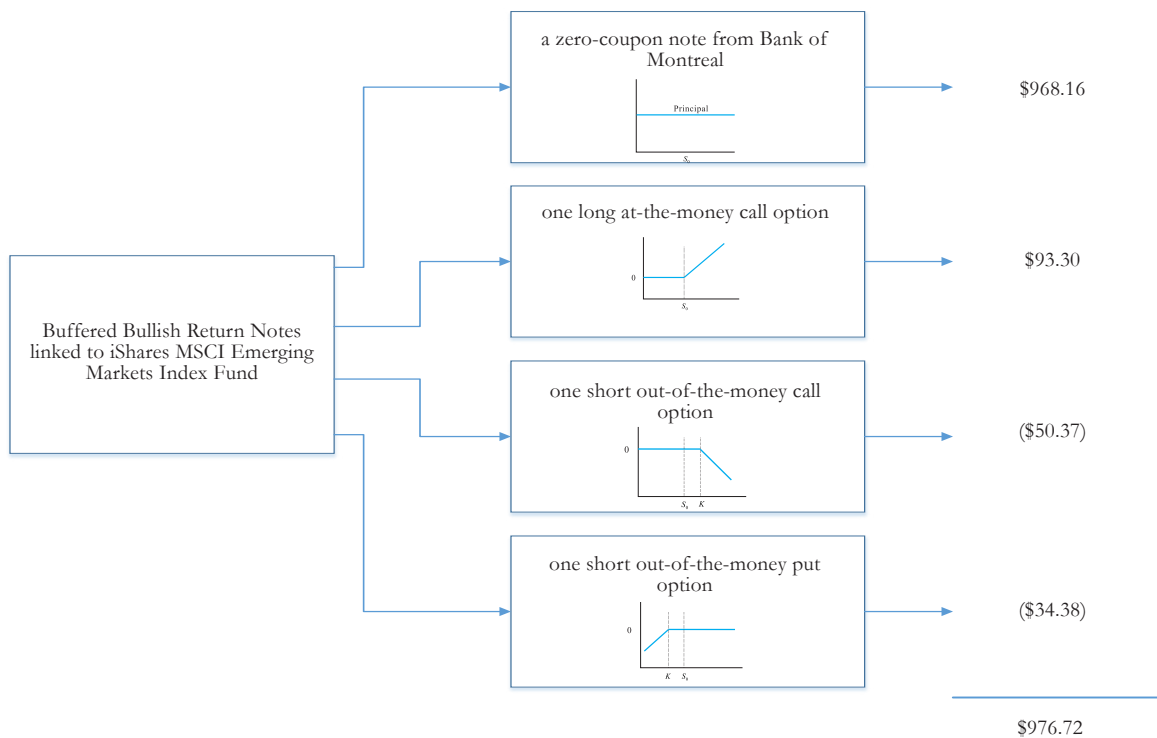 a zero-coupon note from Bank of
Montreal
Principal
S₀
$968.16
one long at-the-money call option
0
S₀
$93.30
Buffered Bullish Return Notes
linked to iShares MSCI Emerging
Markets Index Fund
one short out-of-the-money call
option
0
S₀ K
($50.37)
one short out-of-the-money put
option
0
K S₀
($34.38)
$976.72